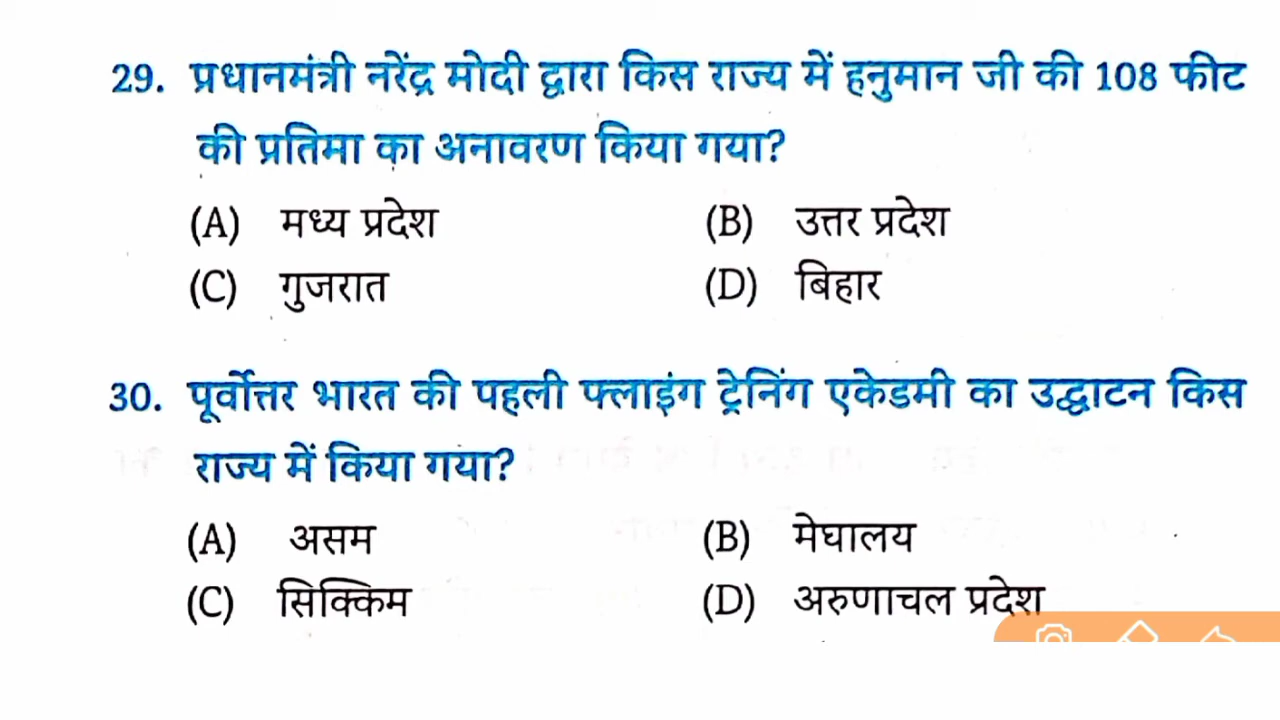 29. प्रधानमंत्री नरेंद्र मोदी द्वारा किस राज्य में हनुमान जी की 108 फीट
की प्रतिमा का अनावरण किया गया?
(A) मध्य प्रदेश (B) उत्तर प्रदेश
(C) गुजरात (D) बिहार
30. पूर्वोत्तर भारत की पहली फ्लाइंग ट्रेनिंग एकेडमी का उद्घाटन किस
राज्य में किया गया?
(A) असम (B) मेघालय
(C) सिक्किम (D) अरुणाचल प्रदेश